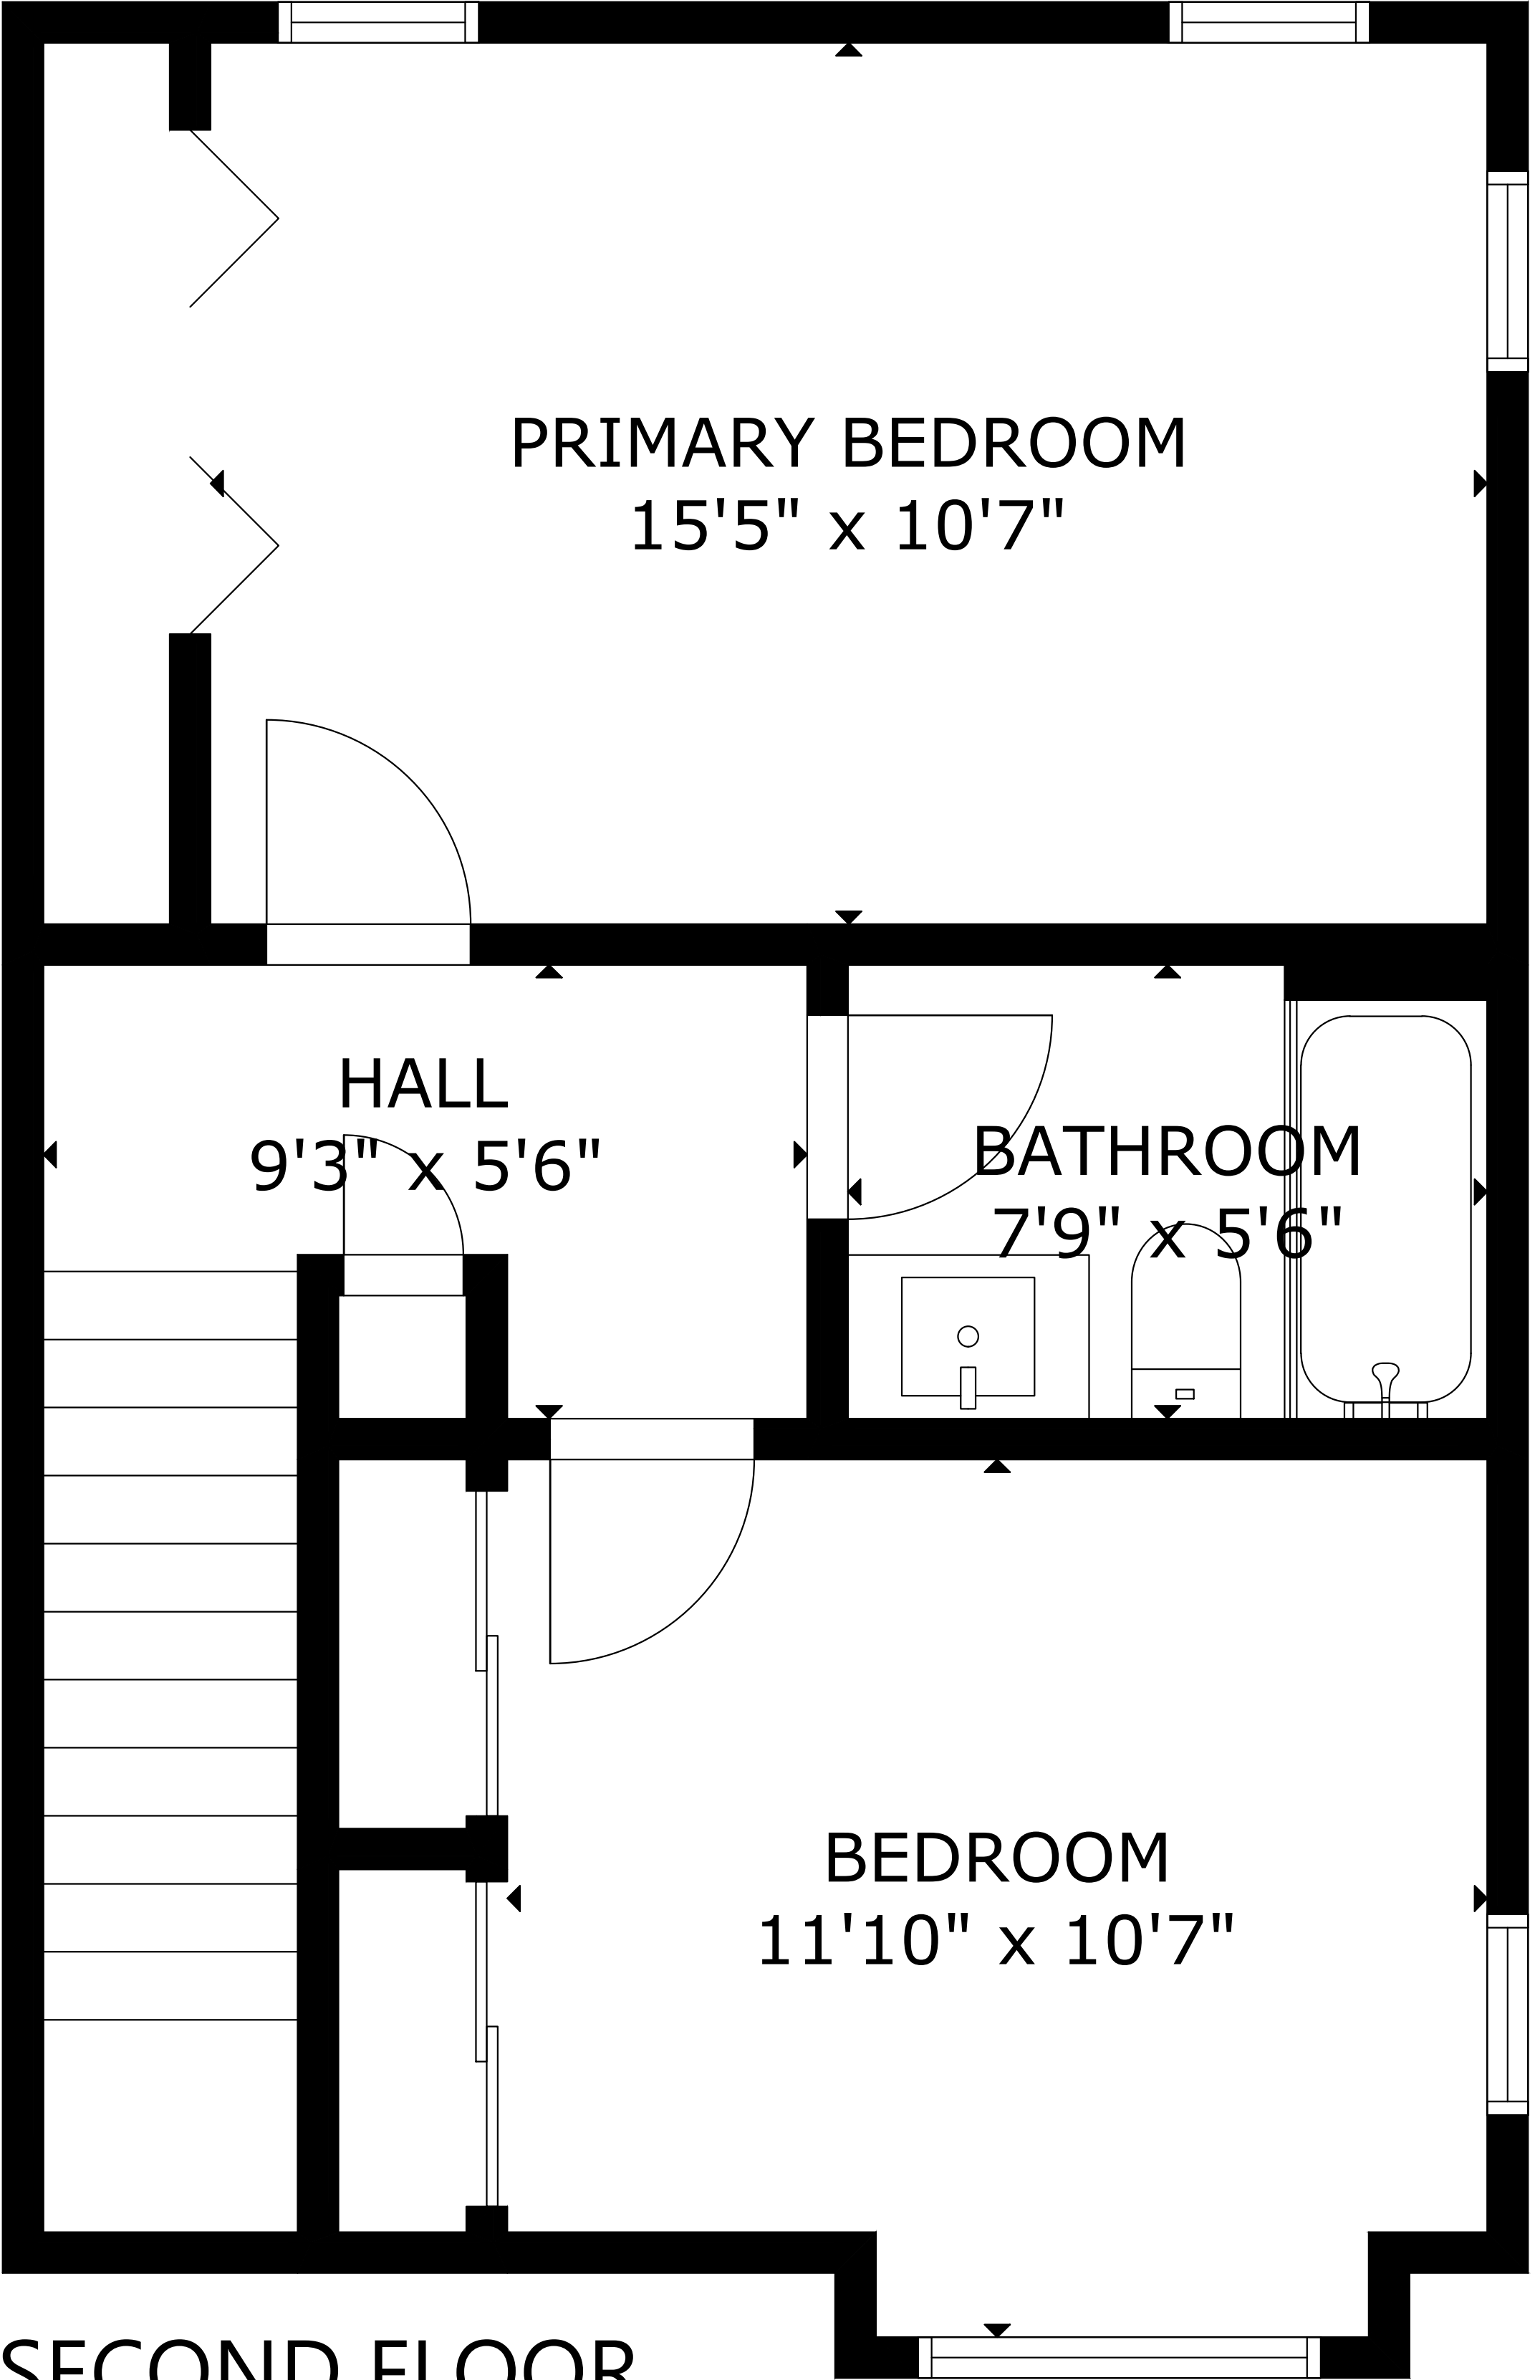 PRIMARY BEDROOM
15'5" x 10'7"
HALL
9'3" x 5'6"
BATHROOM
7'9" x 5'6"
BEDROOM
11'10" x 10'7"
SECOND FLOOR